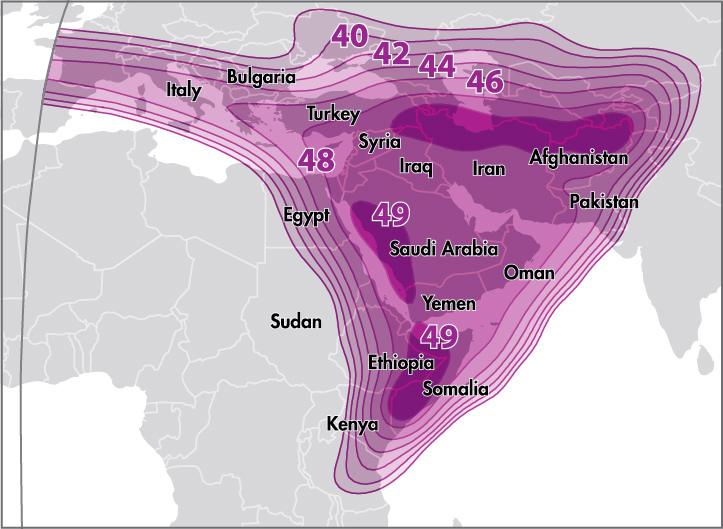 40
42
44
46
Bulgaria
Italy
Turkey
Syria
48
Iraq
Iran
Afghanistan
Pakistan
Egypt
49
Saudi Arabia
Oman
Yemen
Sudan
49
Ethiopia
Somalia
Kenya